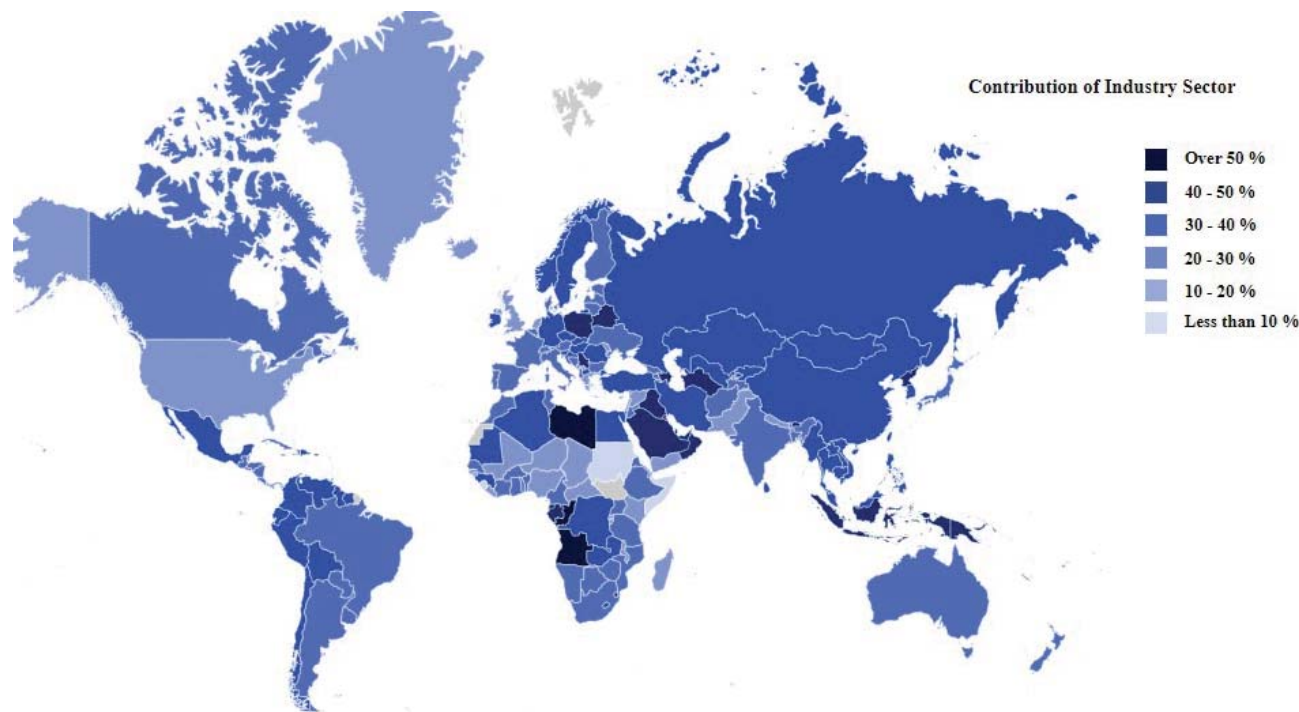 Contribution of Industry Sector
Over 50 %
40 - 50 %
30 - 40 %
20 - 30 %
10 - 20 %
Less than 10 %